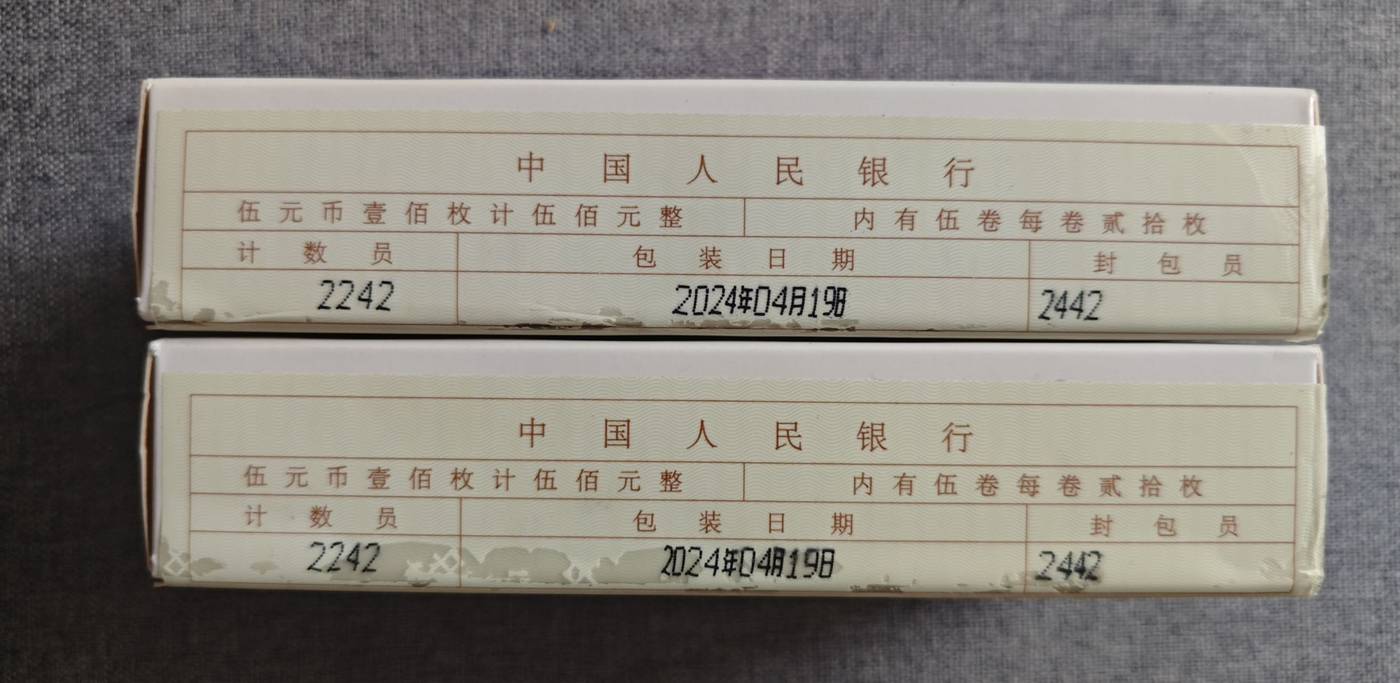 中国人民银行
伍元币壹佰枚计伍佰元整 内有伍卷每卷贰拾枚
计数员 包装日期 封包员
2242 2024年04月19日 2442
中国人民银行
伍元币壹佰枚计伍佰元整 内有伍卷每卷贰拾枚
计数员 包装日期 封包员
2242 2024年04月19日 2442